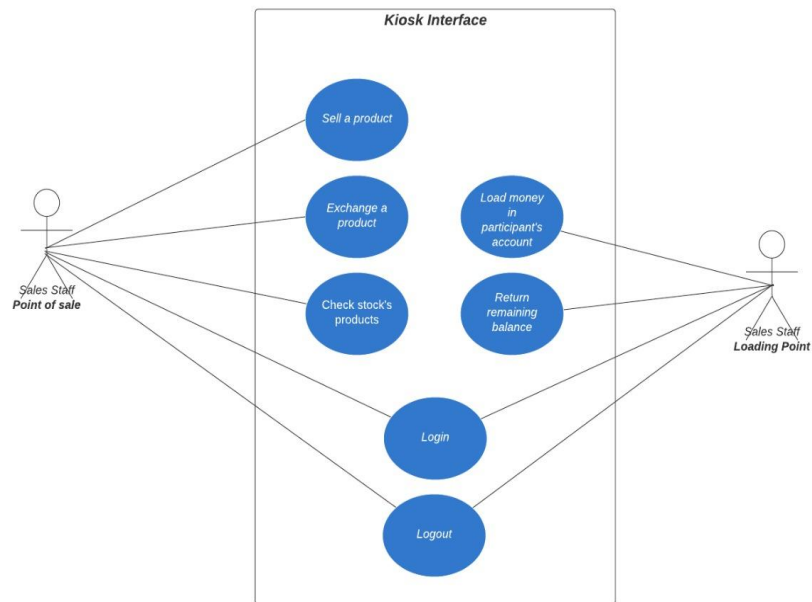 Kiosk Interface
Sell a product
Exchange a
product
Load money
in
participant's
account
Check stock's
products
Return
remaining
balance
Sales Staff
Point of sale
Sales Staff
Loading Point
Login
Logout